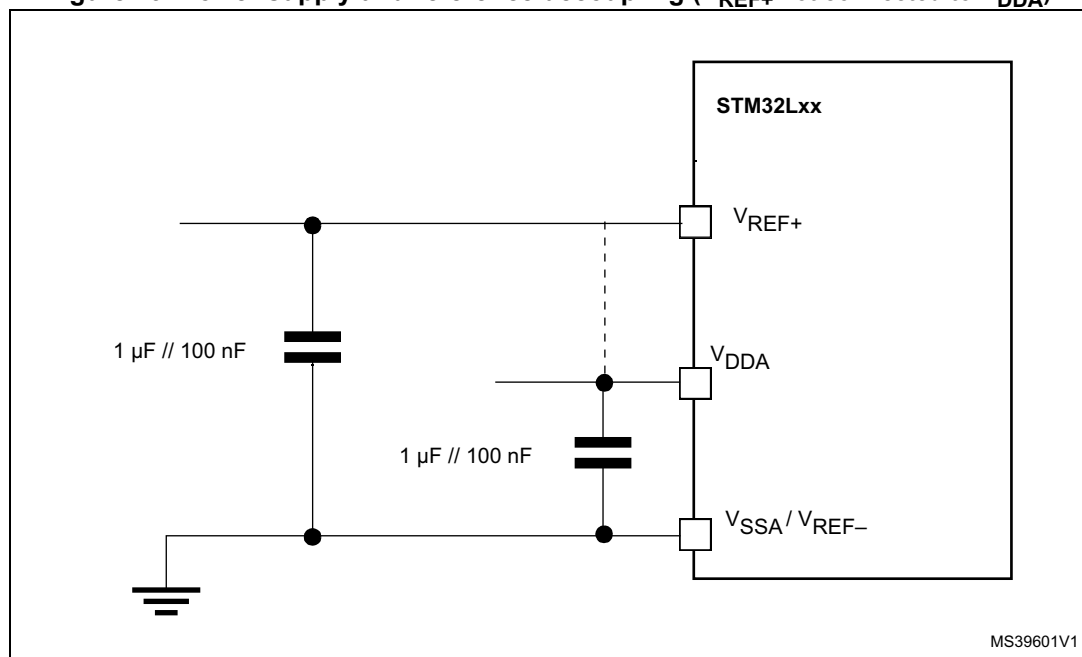 STM32Lxx
VREF+
1 µF // 100 nF
VDDA
1 µF // 100 nF
VSSA / VREF–
MS39601V1